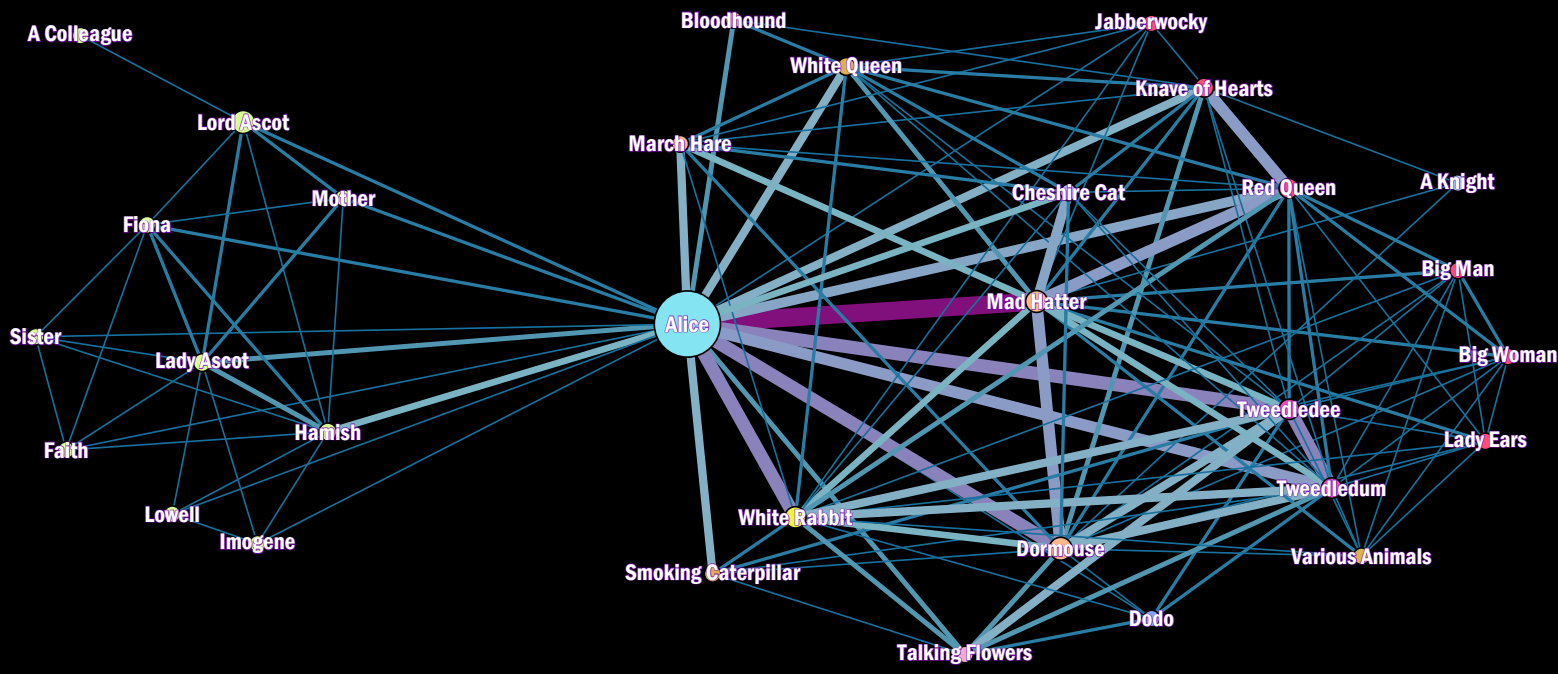 Bloodhound
Jabberwocky
A Colleague
White Queen
Knave of Hearts
Lord Ascot
March Hare
A Knight
Red Queen
Cheshire Cat
Mother
Fiona
Big Man
Mad Hatter
Alice
Sister
Big Woman
Lady Ascot
Tweedledee
Hamish
Lady Ears
Faith
Tweedledum
Lowell
White Rabbit
Imogene
Dormouse
Various Animals
Smoking Caterpillar
Dodo
Talking Flowers